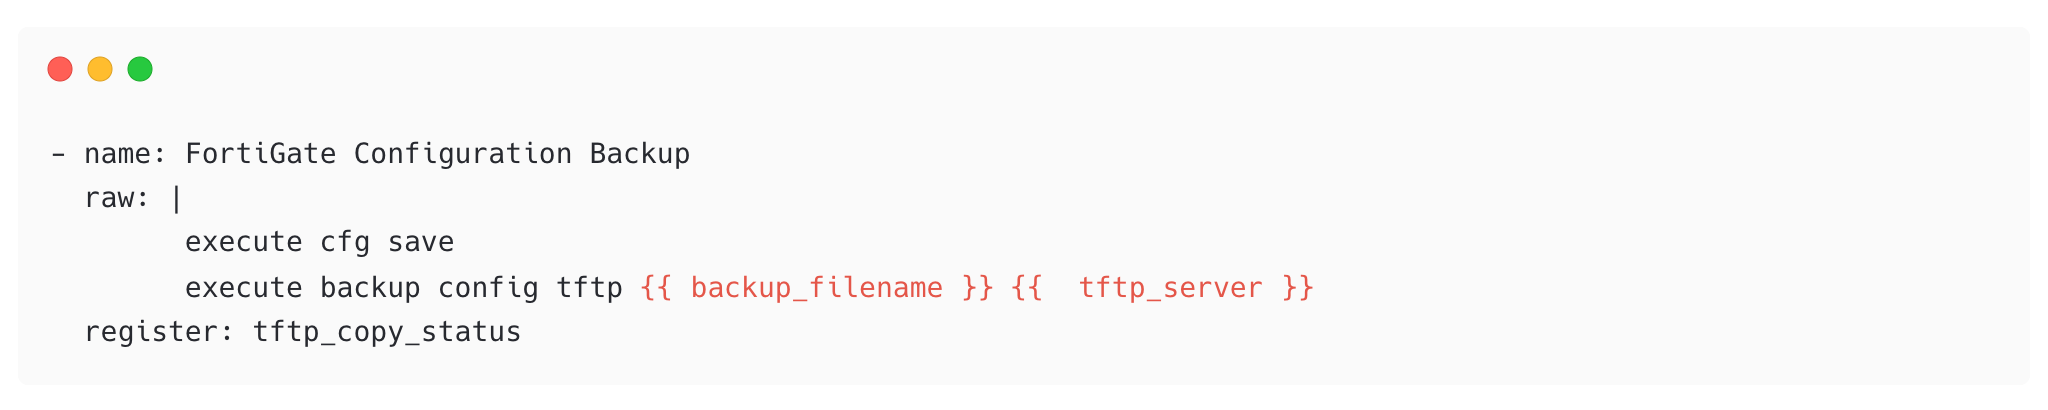 - name: FortiGate Configuration Backup
  raw: |
        execute cfg save
        execute backup config tftp {{ backup_filename }} {{  tftp_server }}
  register: tftp_copy_status